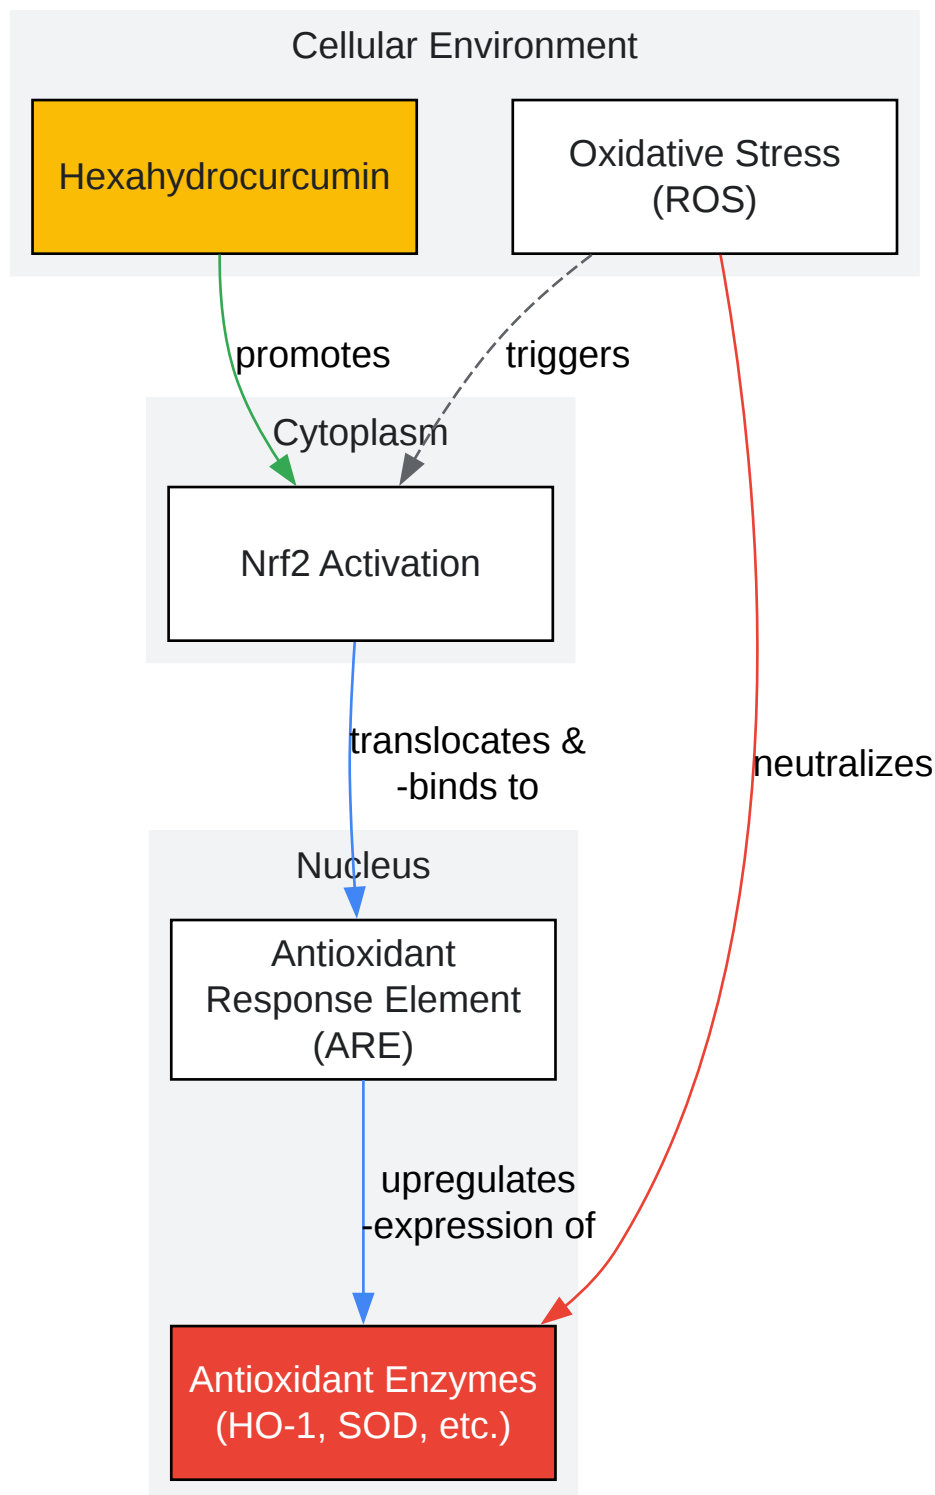 Cellular Environment
Hexahydrocurcumin
Oxidative Stress
(ROS)
promotes
triggers
Cytoplasm
Nrf2 Activation
translocates &
-binds to
neutralizes
Nucleus
Antioxidant
Response Element
(ARE)
upregulates
-expression of
Antioxidant Enzymes
(HO-1, SOD, etc.)